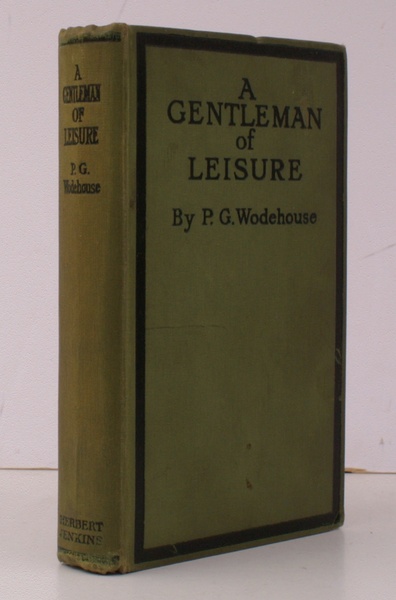 A
GENTLEMAN
OF
LEISURE
P. G.
Wodehouse
HERBERT
JENKINS
A
GENTLEMAN
of
LEISURE
By P. G. Wodehouse